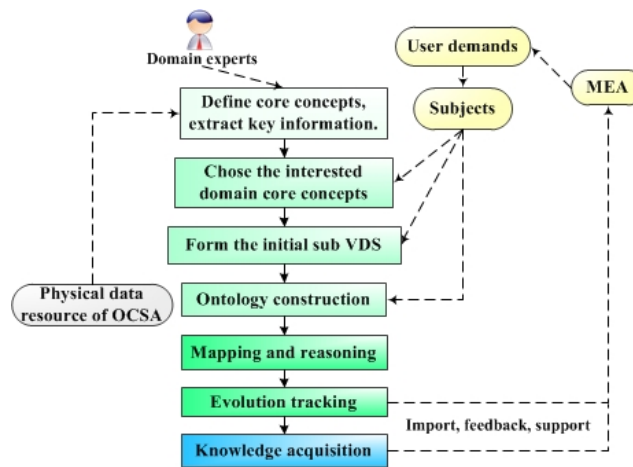 Domain experts
User demands
MEA
Define core concepts,
extract key information.
Subjects
Chose the interested
domain core concepts
Form the initial sub VDS
Physical data
resource of OCSA
Ontology construction
Mapping and reasoning
Evolution tracking
Import, feedback, support
Knowledge acquisition